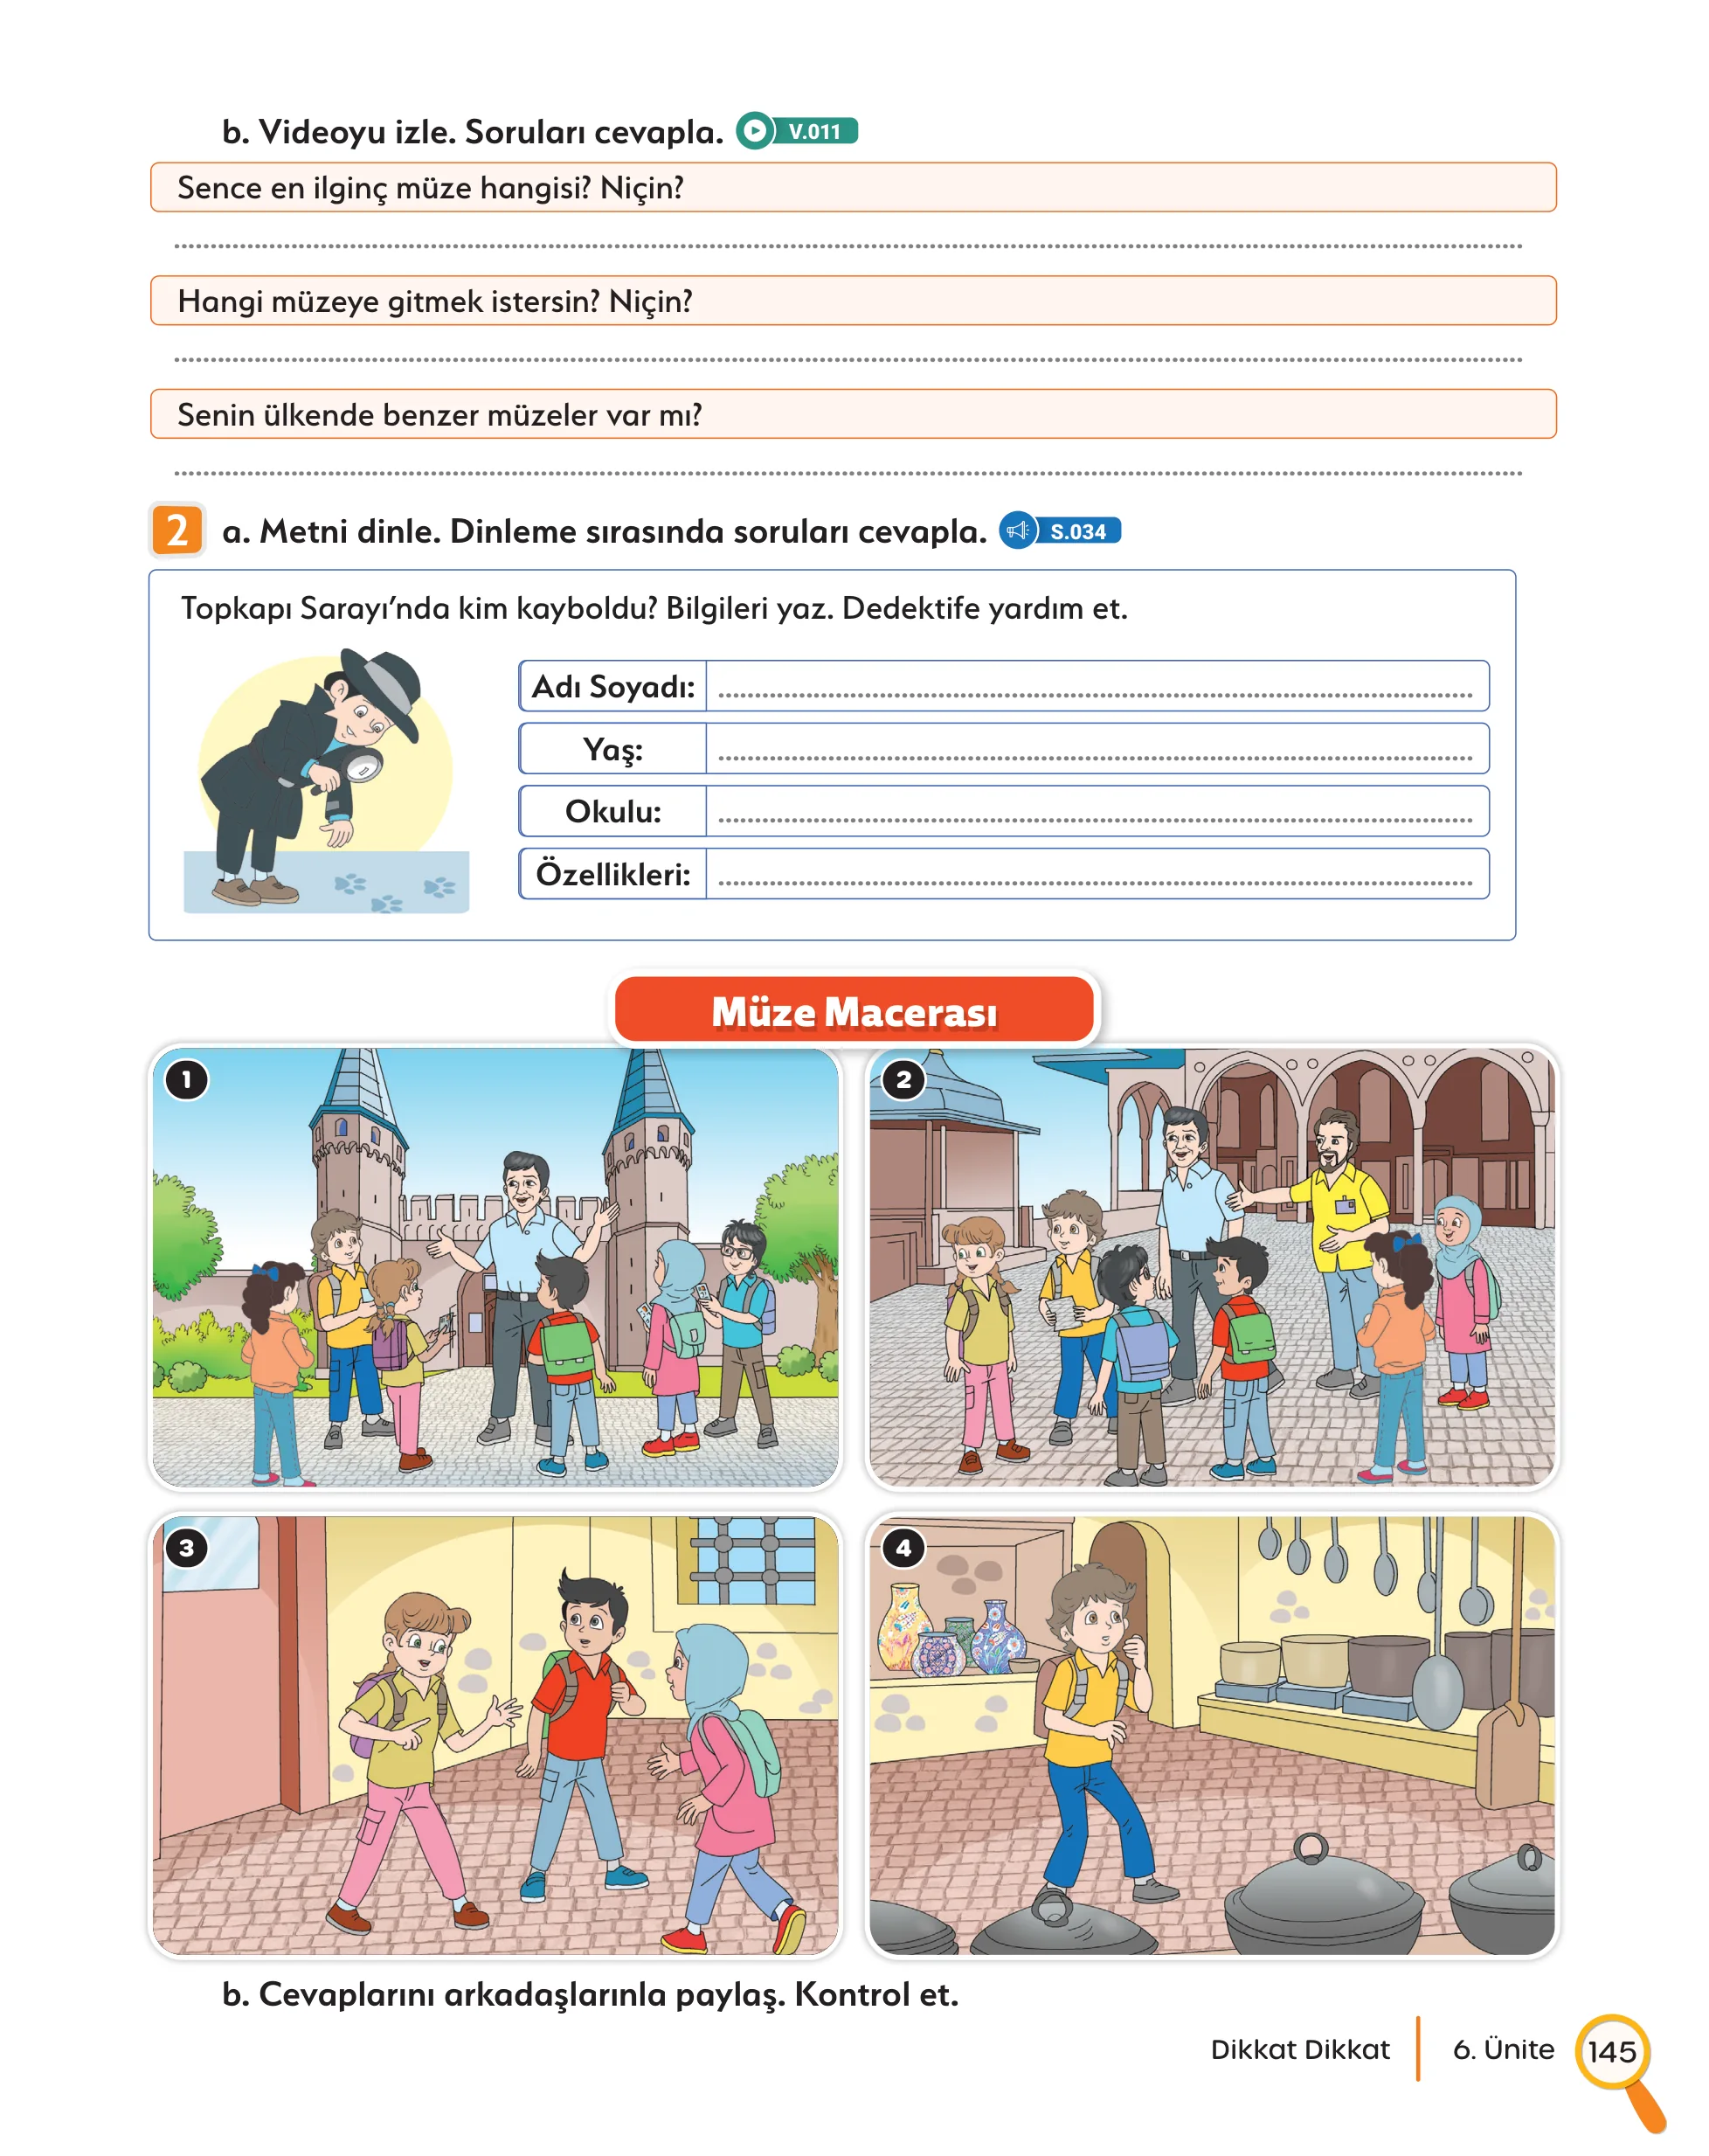 b. Videoyu izle. Soruları cevapla. V.011
Sence en ilginç müze hangisi? Niçin?
Hangi müzeye gitmek istersin? Niçin?
Senin ülkende benzer müzeler var mı?
2 a. Metni dinle. Dinleme sırasında soruları cevapla. S.034
Topkapı Sarayı’nda kim kayboldu? Bilgileri yaz. Dedektife yardım et.
Adı Soyadı:
Yaş:
Okulu:
Özellikleri:
Müze Macerası
1
2
3
4
b. Cevaplarını arkadaşlarınla paylaş. Kontrol et.
Dikkat Dikkat 6. Ünite 145